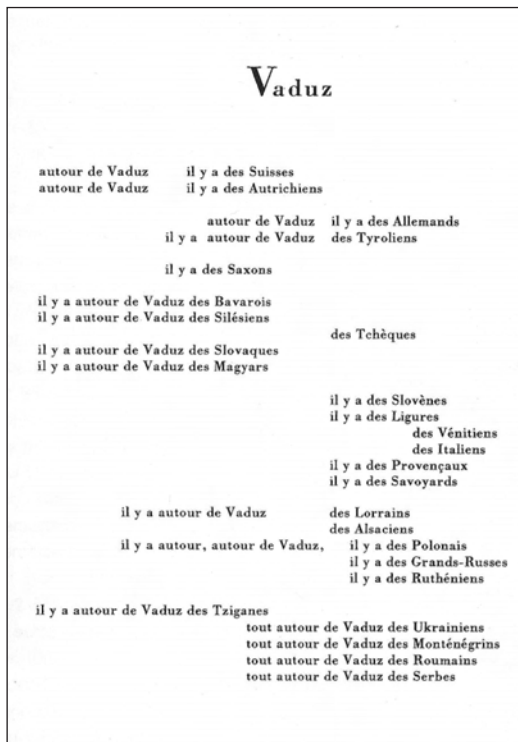 Vaduz
autour de Vaduz il y a des Suisses
autour de Vaduz il y a des Autrichiens
autour de Vaduz il y a des Allemands
il y a autour de Vaduz des Tyroliens
il y a des Saxons
il y a autour de Vaduz des Bavarois
il y a autour de Vaduz des Silésiens
des Tchèques
il y a autour de Vaduz des Slovaques
il y a autour de Vaduz des Magyars
il y a des Slovènes
il y a des Ligures
des Vénitiens
des Italiens
il y a des Provençaux
il y a des Savoyards
il y a autour de Vaduz des Lorrains
des Alsaciens
il y a autour, autour de Vaduz, il y a des Polonais
il y a des Grands-Russes
il y a des Ruthéniens
il y a autour de Vaduz des Tziganes
tout autour de Vaduz des Ukrainiens
tout autour de Vaduz des Monténégrins
tout autour de Vaduz des Roumains
tout autour de Vaduz des Serbes